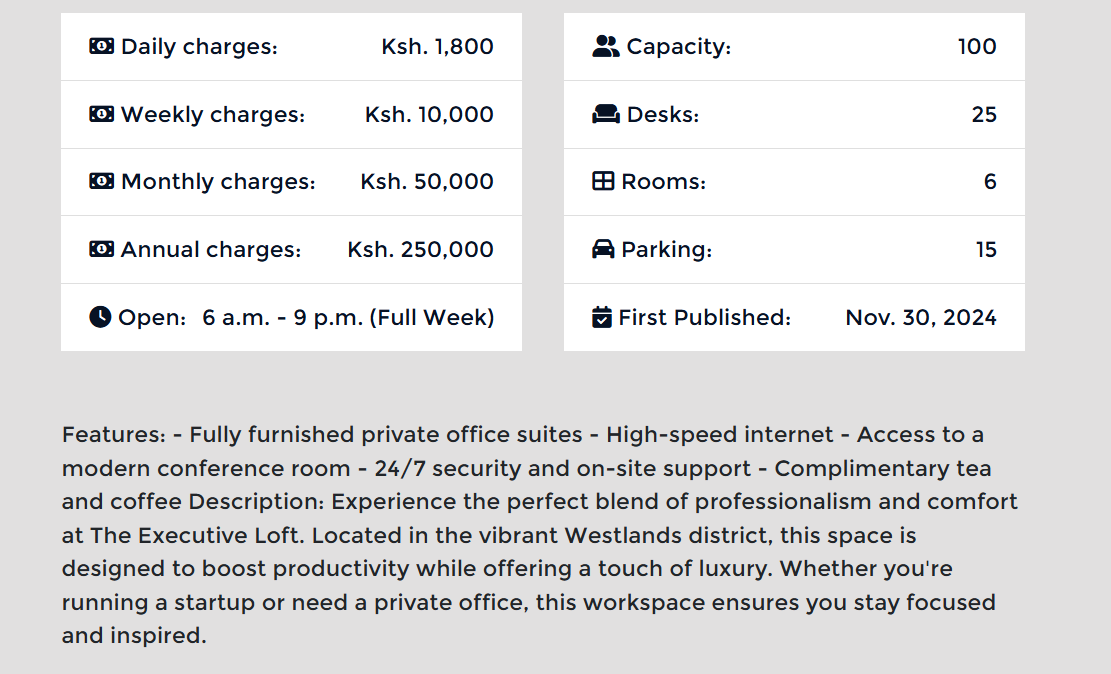 Daily charges: Ksh. 1,800
Weekly charges: Ksh. 10,000
Monthly charges: Ksh. 50,000
Annual charges: Ksh. 250,000
Open: 6 a.m. - 9 p.m. (Full Week)
Capacity: 100
Desks: 25
Rooms: 6
Parking: 15
First Published: Nov. 30, 2024
Features: - Fully furnished private office suites - High-speed internet - Access to a
modern conference room - 24/7 security and on-site support - Complimentary tea
and coffee Description: Experience the perfect blend of professionalism and comfort
at The Executive Loft. Located in the vibrant Westlands district, this space is
designed to boost productivity while offering a touch of luxury. Whether you're
running a startup or need a private office, this workspace ensures you stay focused
and inspired.